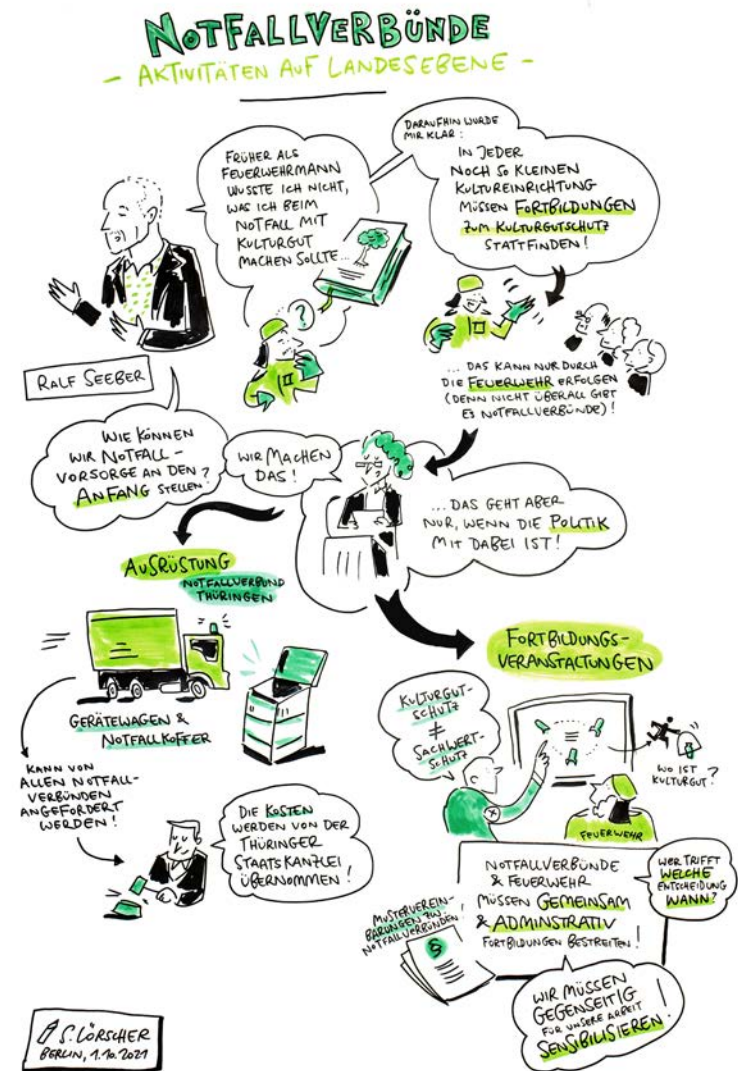 NOTFALLVERBÜNDE
- AKTIVITÄTEN AUF LANDESEBENE -
FRÜHER ALS
FEUERWEHRMANN
WUSSTE ICH NICHT,
WAS ICH BEIM
NOTFALL MIT
KULTURGUT
MACHEN SOLLTE...
?
DARAUFHIN WURDE
MIR KLAR:
IN JEDER
NOCH SO KLEINEN
KULTUREINRICHTUNG
MÜSSEN FORTBILDUNGEN
ZUM KULTURGUTSCHUTZ
STATTFINDEN!
RALF SEEBER
... DAS KANN NUR DURCH
DIE FEUERWEHR ERFOLGEN
(DENN NICHT ÜBERALL GIBT
ES NOTFALLVERBÜNDE)!
WIE KÖNNEN
WIR NOTFALL-
VORSORGE AN DEN
ANFANG STELLEN?
WIR MACHEN
DAS!
...DAS GEHT ABER
NUR, WENN DIE POLITIK
MIT DABEI IST!
AUSRÜSTUNG
NOTFALLVERBUND
THÜRINGEN
GERÄTEWAGEN &
NOTFALLKOFFER
KANN VON
ALLEN NOTFALL-
VERBÜNDEN
ANGEFORDERT
WERDEN!
DIE KOSTEN
WERDEN VON DER
THÜRINGER
STAATSKANZLEI
ÜBERNOMMEN!
FORTBILDUNGS-
VERANSTALTUNGEN
KULTURGUT-
SCHUTZ
≠
SACHWERT-
SCHUTZ
WO IST
KULTURGUT?
FEUERWEHR
NOTFALLVERBÜNDE
& FEUERWEHR
MÜSSEN GEMEINSAM
& ADMINSTRATIV
FORTBILDUNGEN BESTREITEN!
WER TRIFFT
WELCHE
ENTSCHEIDUNG
WANN?
MUSTERVEREIN-
BARUNGEN ZW.
NOTFALLVERBÜNDEN!
§
WIR MÜSSEN
GEGENSEITIG
FÜR UNSERE ARBEIT
SENSIBILISIEREN!
S. LÖRSCHER
BERLIN, 1.10.2021